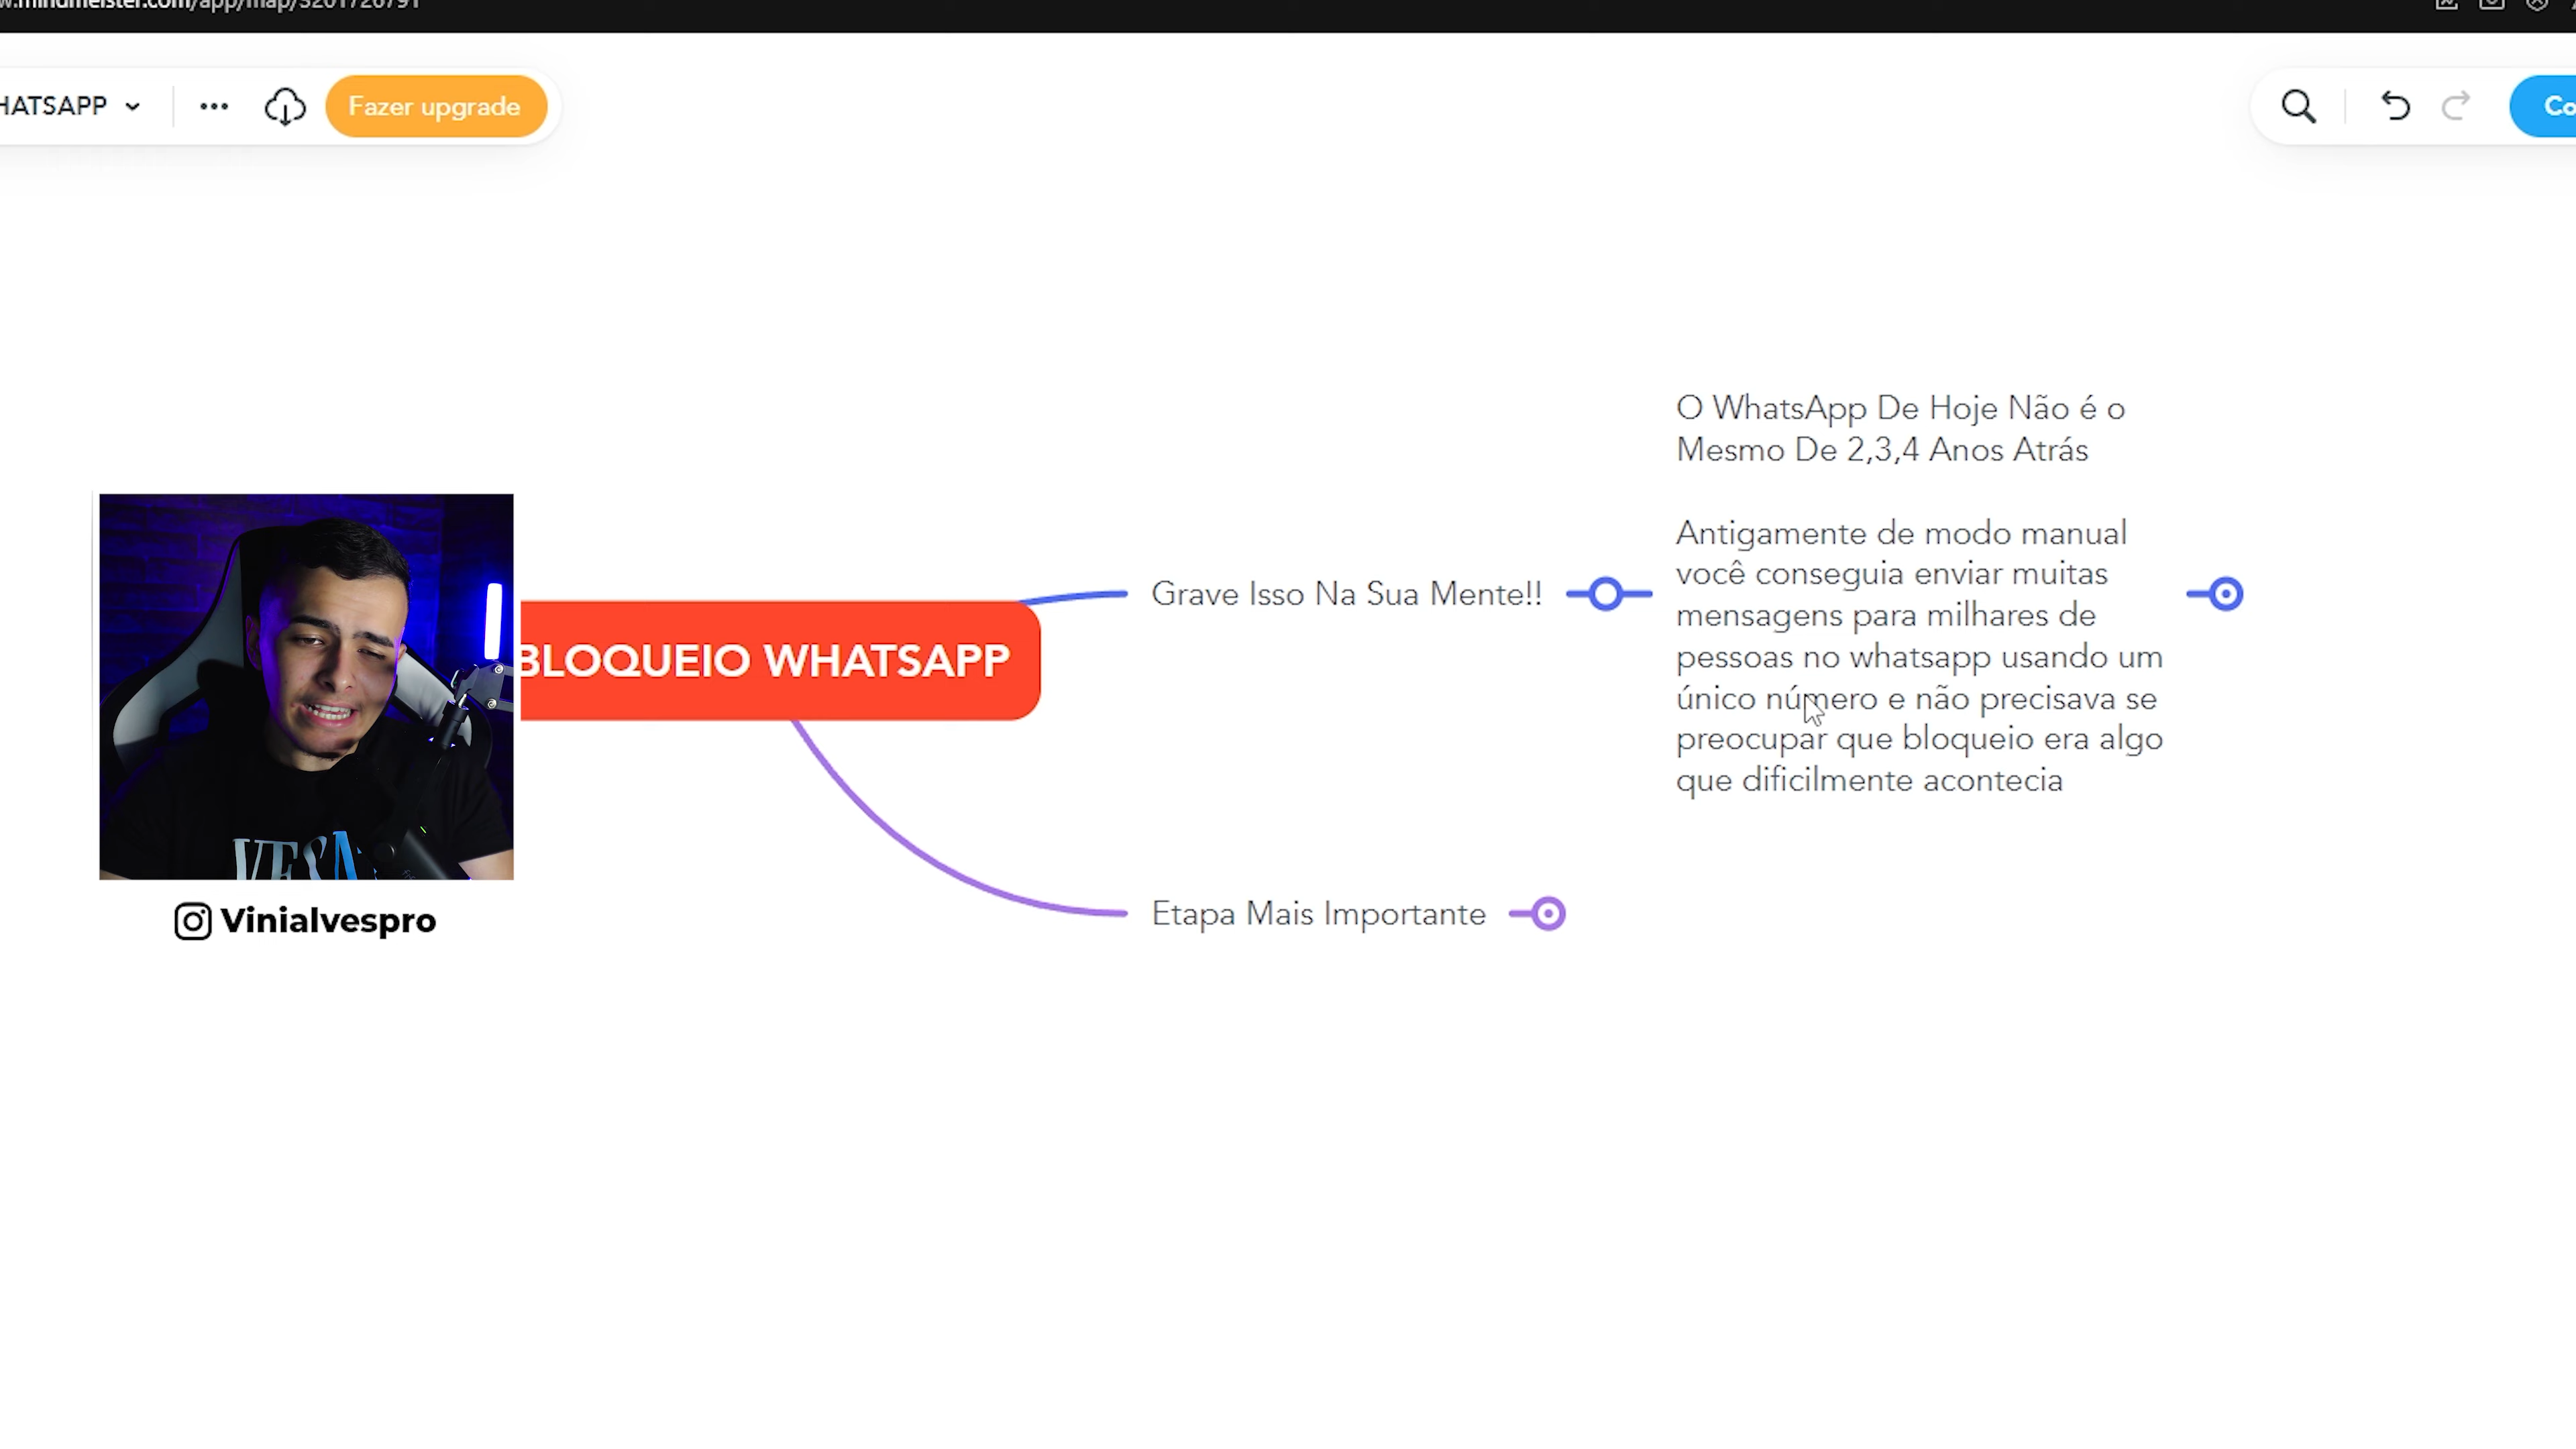 HATSAPP
Fazer upgrade
Co
O WhatsApp De Hoje Não é o
Mesmo De 2,3,4 Anos Atrás
Antigamente de modo manual
você conseguia enviar muitas
mensagens para milhares de
pessoas no whatsapp usando um
único número e não precisava se
preocupar que bloqueio era algo
que dificilmente acontecia
Grave Isso Na Sua Mente!!
BLOQUEIO WHATSAPP
Etapa Mais Importante
Vinialvespro